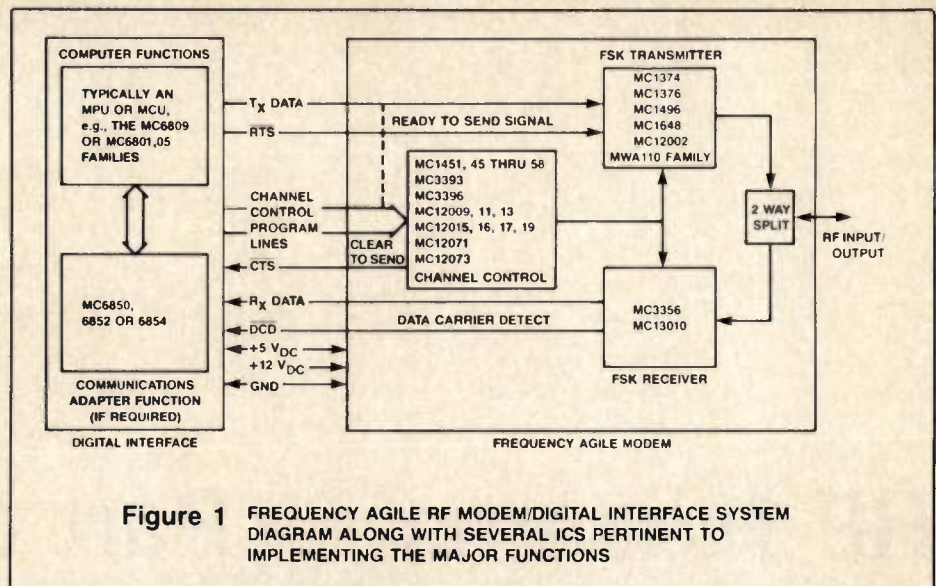 COMPUTER FUNCTIONS
TYPICALLY AN
MPU OR MCU,
e.g., THE MC6809
OR MC6801,05
FAMILIES
MC6850,
6852 OR 6854
COMMUNICATIONS
ADAPTER FUNCTION
(IF REQUIRED)
DIGITAL INTERFACE
TX DATA
RTS
CHANNEL
CONTROL
PROGRAM
LINES
CLEAR
TO SEND
CTS
RX DATA
DCD
+5 VDC
+12 VDC
GND
READY TO SEND SIGNAL
MC1451, 45 THRU 58
MC3393
MC3396
MC12009, 11, 13
MC12015, 16, 17, 19
MC12071
MC12073
CHANNEL CONTROL
DATA CARRIER DETECT
FSK TRANSMITTER
MC1374
MC1376
MC1496
MC1648
MC12002
MWA110 FAMILY
2 WAY
SPLIT
RF INPUT/
OUTPUT
MC3356
MC13010
FSK RECEIVER
FREQUENCY AGILE MODEM
Figure 1 FREQUENCY AGILE RF MODEM/DIGITAL INTERFACE SYSTEM
DIAGRAM ALONG WITH SEVERAL ICS PERTINENT TO
IMPLEMENTING THE MAJOR FUNCTIONS